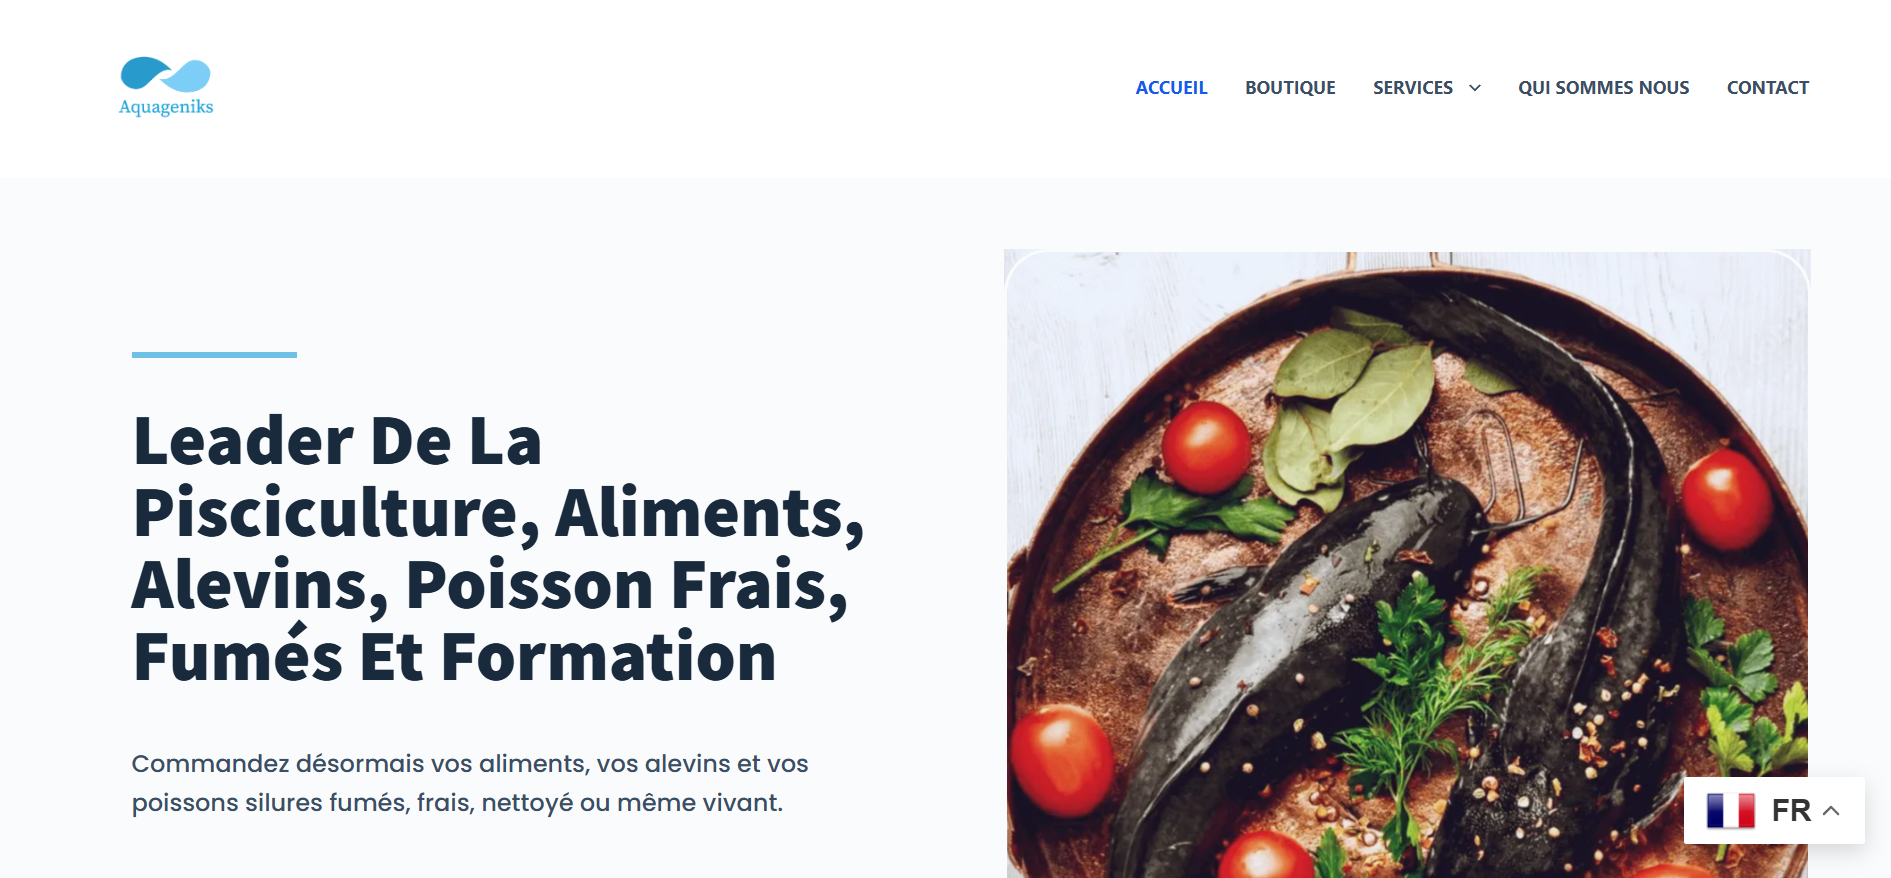 Aquageniks
ACCUEIL BOUTIQUE SERVICES QUI SOMMES NOUS CONTACT
Leader De La
Pisciculture, Aliments,
Alevins, Poisson Frais,
Fumés Et Formation
Commandez désormais vos aliments, vos alevins et vos
poissons silures fumés, frais, nettoyé ou même vivant.
FR